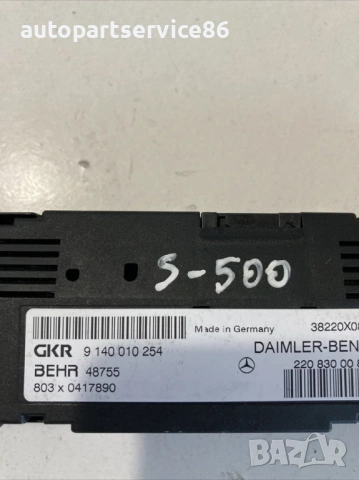 autopartservice86
S-500
Made in Germany 38220X08
GKR 9 140 010 254 DAIMLER-BEN
BEHR 48755 220 830 00 8
803 x 0417890
BAZAR